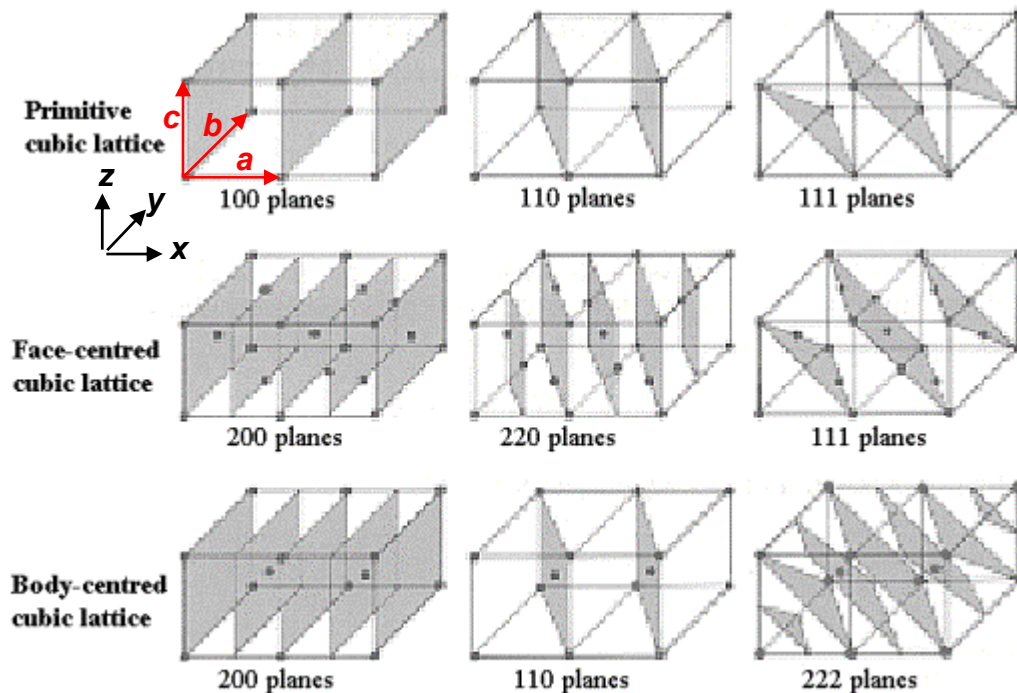 Primitive
cubic lattice
c
b
a
z
y
x
100 planes
110 planes
111 planes
Face-centred
cubic lattice
200 planes
220 planes
111 planes
Body-centred
cubic lattice
200 planes
110 planes
222 planes